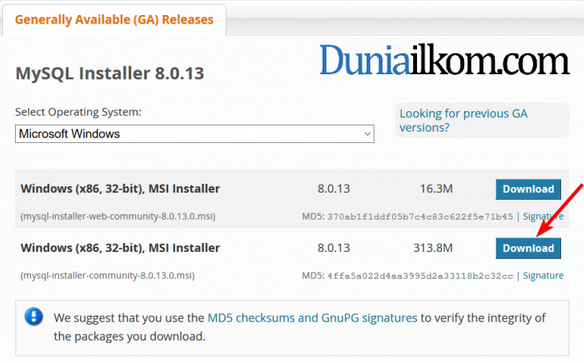 Generally Available (GA) Releases
Duniailkom.com
MySQL Installer 8.0.13
Select Operating System:
Looking for previous GA
versions?
Microsoft Windows
Windows (x86, 32-bit), MSI Installer 8.0.13 16.3M Download
(mysql-installer-web-community-8.0.13.0.msi) MD5: 370ab1f1ddf05b7c4c83c622f5e71b45 | Signature
Windows (x86, 32-bit), MSI Installer 8.0.13 313.8M Download
(mysql-installer-community-8.0.13.0.msi) MD5: 4ffa5a022d4aa3995d2a33118b2c32cc | Signature
We suggest that you use the MD5 checksums and GnuPG signatures to verify the integrity of
the packages you download.